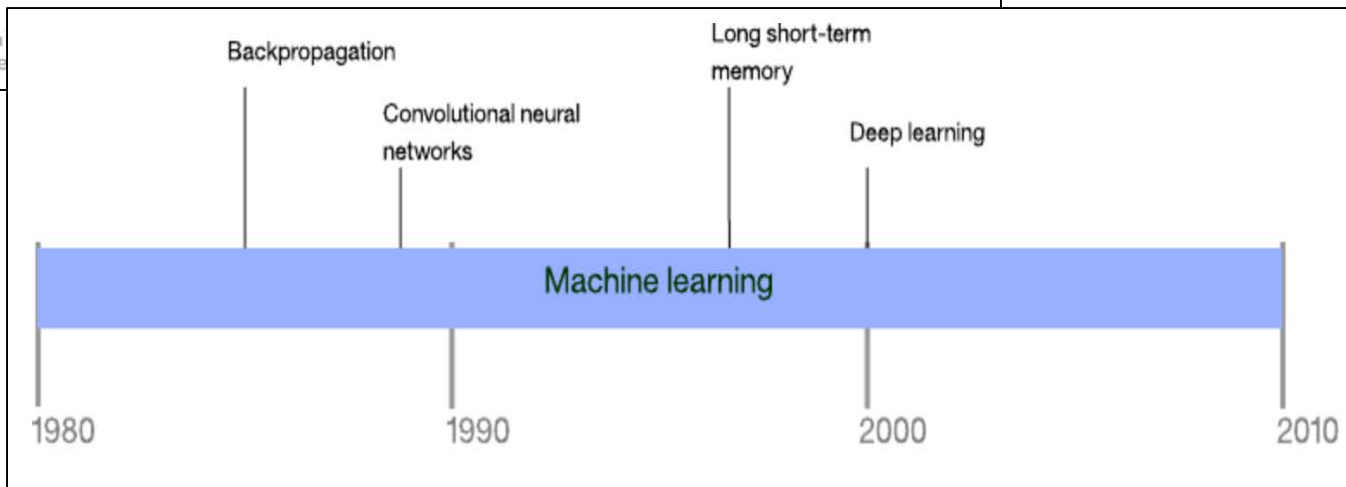 Backpropagation
Long short-term
memory
Convolutional neural
networks
Deep learning
Machine learning
1980 1990 2000 2010